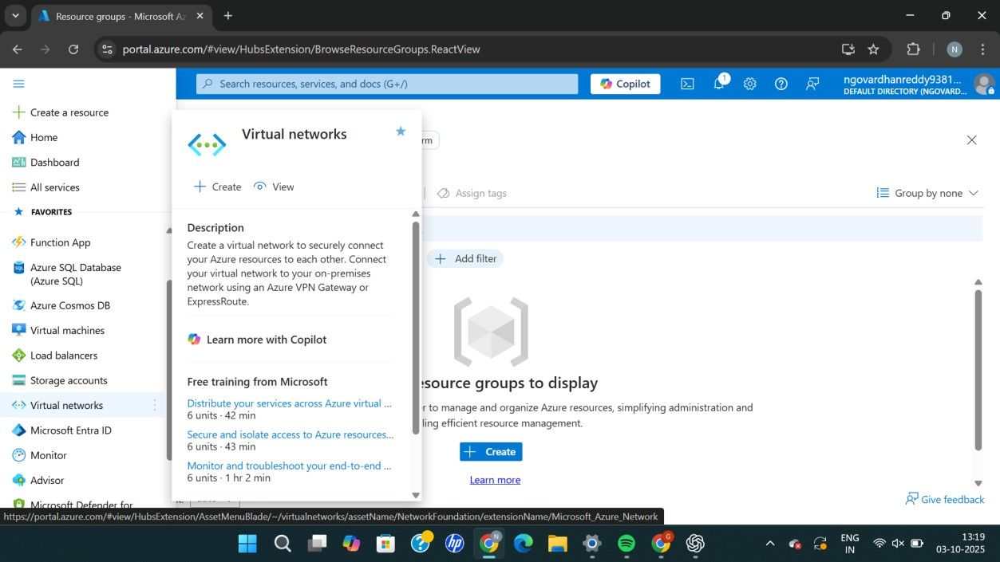 Resource groups - Microsoft Az
portal.azure.com/#view/HubsExtension/BrowseResourceGroups.ReactView
N
Search resources, services, and docs (G+/)
Copilot
1
ngovardhanreddy9381...
DEFAULT DIRECTORY (NGOVARD...
Create a resource
Home
Dashboard
All services
FAVORITES
Function App
Azure SQL Database
(Azure SQL)
Azure Cosmos DB
Virtual machines
Load balancers
Storage accounts
Virtual networks
Microsoft Entra ID
Monitor
Advisor
Microsoft Defender for
Virtual networks
Create
View
Description
Create a virtual network to securely connect
your Azure resources to each other. Connect
your virtual network to your on-premises
network using an Azure VPN Gateway or
ExpressRoute.
Learn more with Copilot
Free training from Microsoft
Distribute your services across Azure virtual ...
6 units · 42 min
Secure and isolate access to Azure resources...
6 units · 43 min
Monitor and troubleshoot your end-to-end ...
6 units · 1 hr 2 min
rm
Assign tags
Group by none
Add filter
esource groups to display
r to manage and organize Azure resources, simplifying administration and
ling efficient resource management.
Create
Learn more
Give feedback
https://portal.azure.com/#view/HubsExtension/AssetMenuBlade/~/virtualnetworks/assetName/NetworkFoundation/extensionName/Microsoft_Azure_Network
N
G
ENG
IN
13:19
03-10-2025